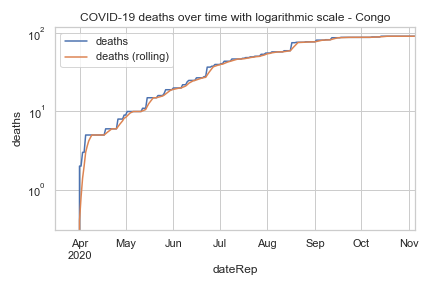 COVID-19 deaths over time with logarithmic scale - Congo
deaths
deaths (rolling)
10²
10¹
10⁰
deaths
Apr May Jun Jul Aug Sep Oct Nov
2020
dateRep